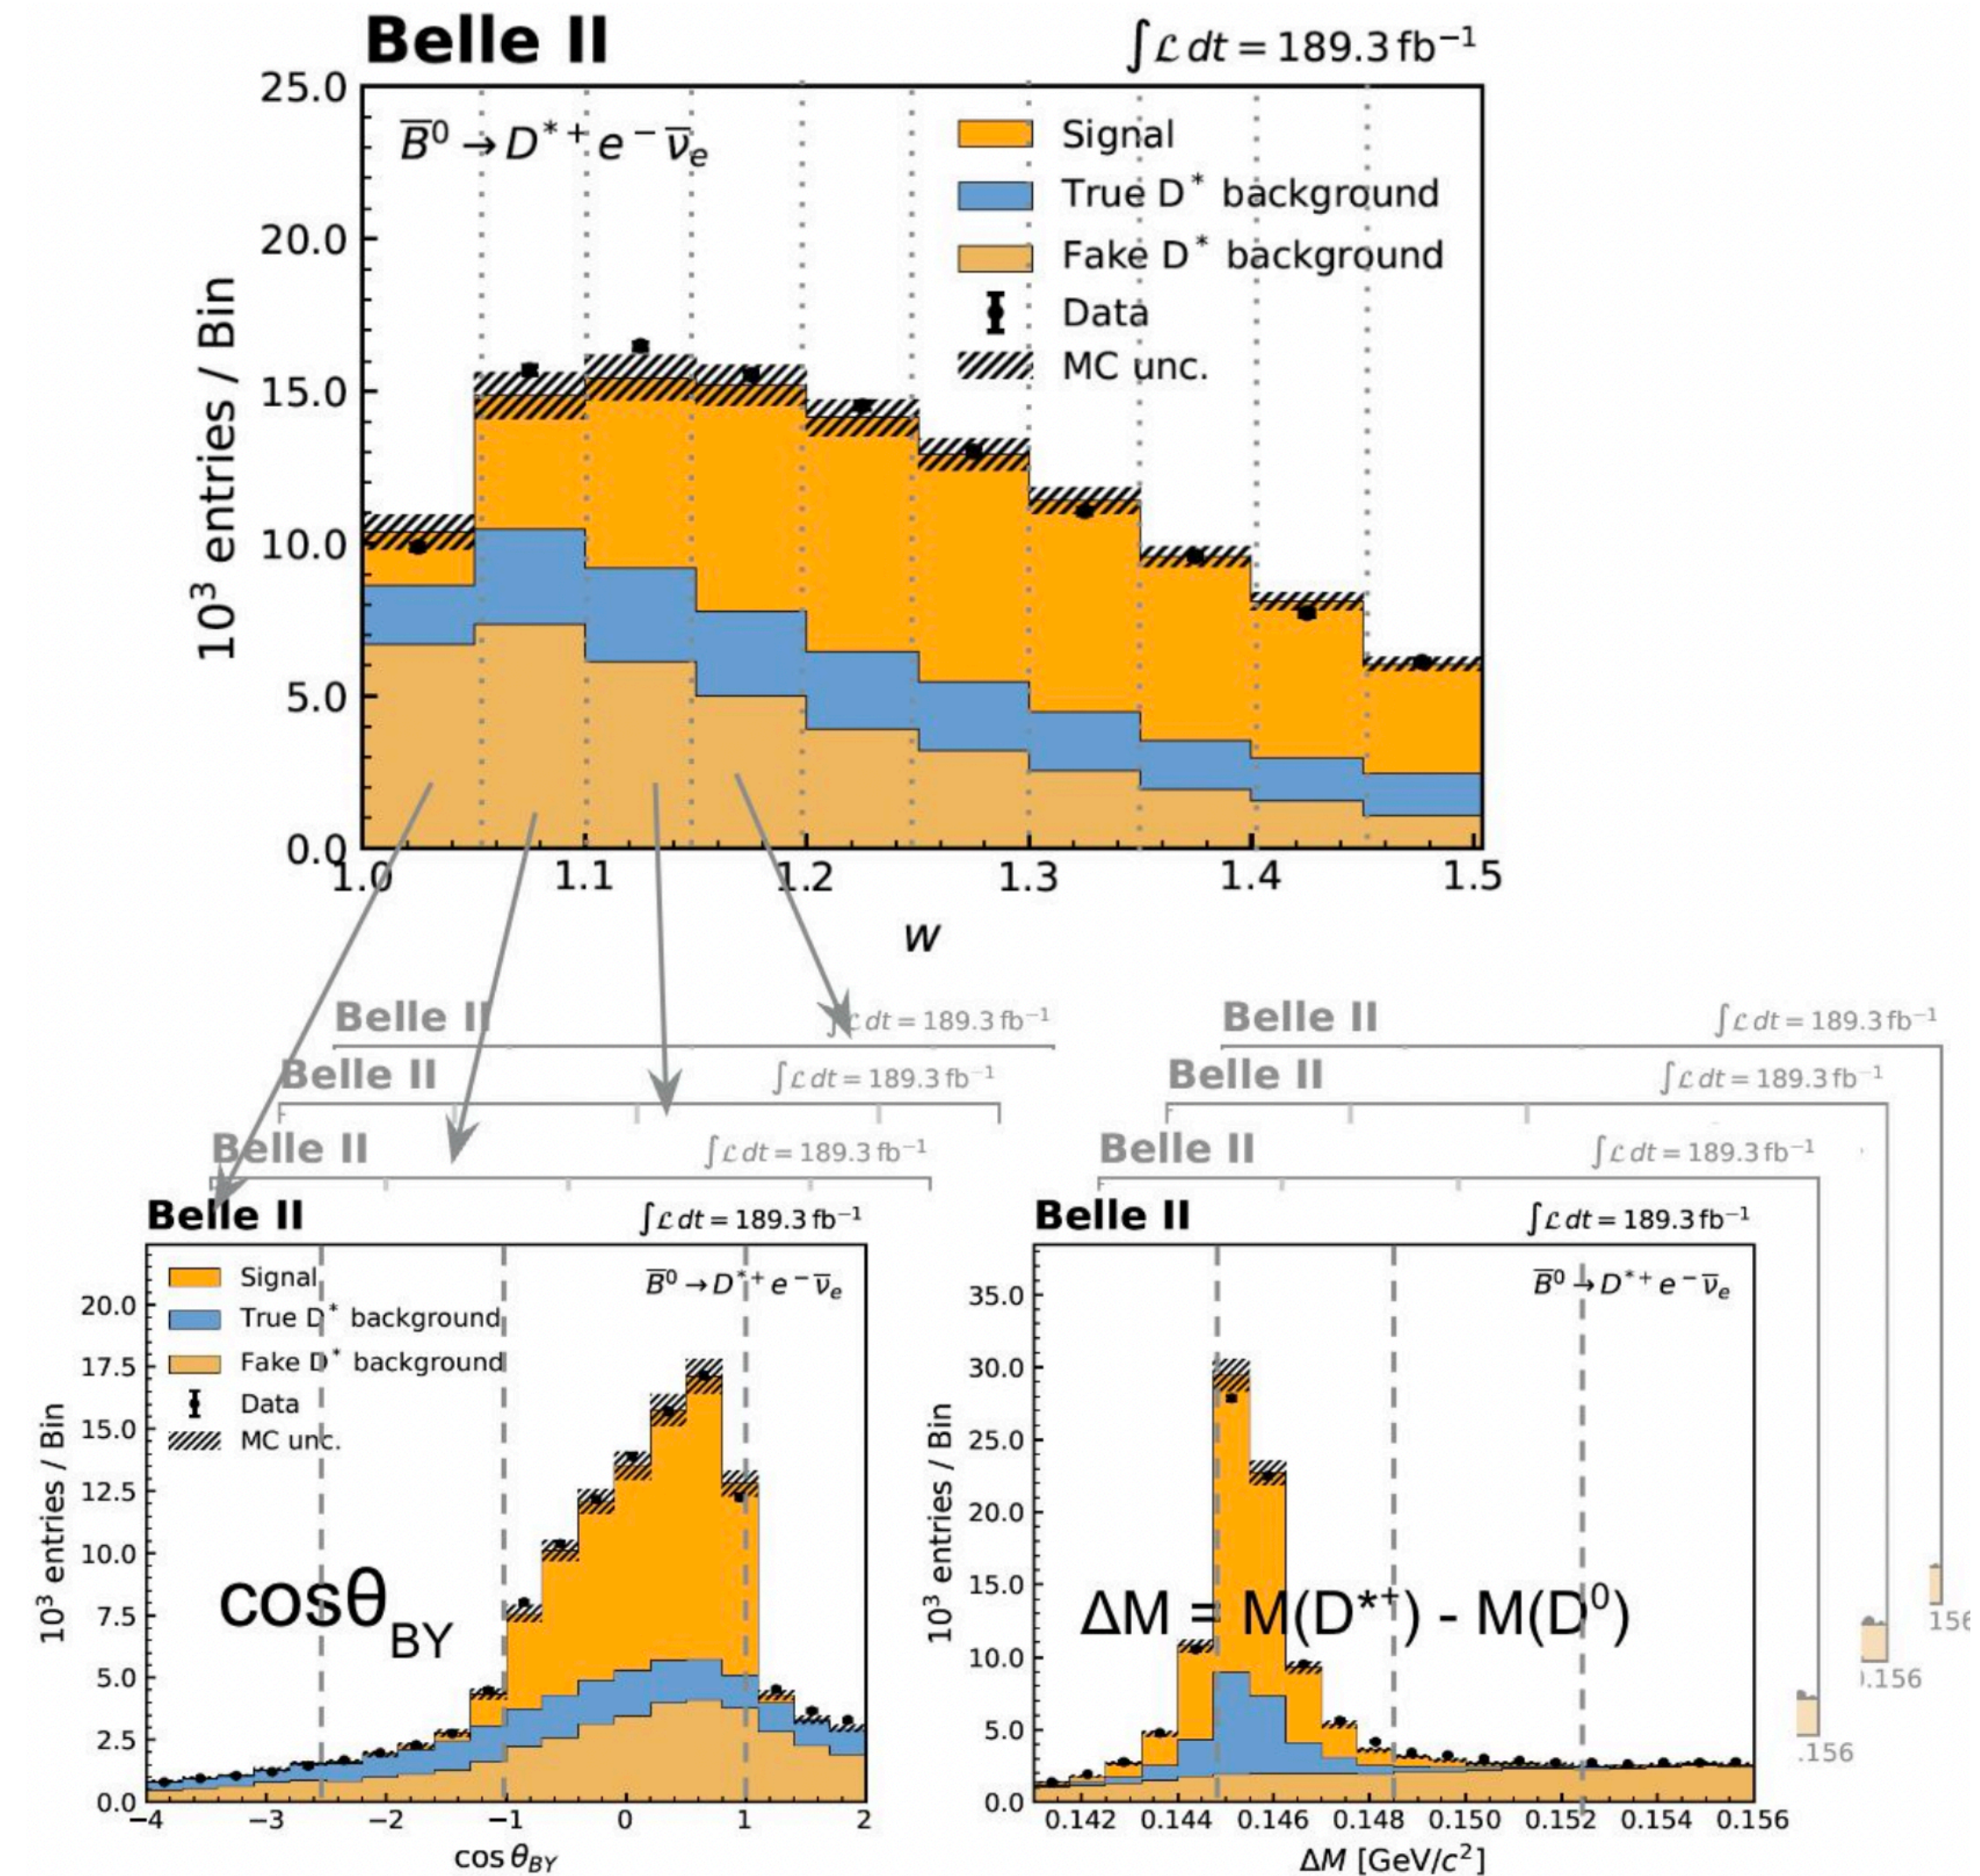 Belle II
∫ℒ dt = 189.3 fb⁻¹
25.0
20.0
15.0
10.0
5.0
0.0
10³ entries / Bin
B̅⁰ → D*⁺ e⁻ ν̅ₑ
Signal
True D* background
Fake D* background
Data
MC unc.
1.0 1.1 1.2 1.3 1.4 1.5
w
Belle II ∫ℒ dt = 189.3 fb⁻¹
Belle II ∫ℒ dt = 189.3 fb⁻¹
Belle II ∫ℒ dt = 189.3 fb⁻¹
Belle II ∫ℒ dt = 189.3 fb⁻¹
20.0
17.5
15.0
12.5
10.0
7.5
5.0
2.5
0.0
10³ entries / Bin
Signal
True D* background
Fake D* background
Data
MC unc.
B̅⁰ → D*⁺ e⁻ ν̅ₑ
cosθ_BY
−4 −3 −2 −1 0 1 2
cos θ_BY
Belle II ∫ℒ dt = 189.3 fb⁻¹
Belle II ∫ℒ dt = 189.3 fb⁻¹
Belle II ∫ℒ dt = 189.3 fb⁻¹
Belle II ∫ℒ dt = 189.3 fb⁻¹
35.0
30.0
25.0
20.0
15.0
10.0
5.0
0.0
10³ entries / Bin
B̅⁰ → D*⁺ e⁻ ν̅ₑ
ΔM = M(D*⁺) - M(D⁰)
0.142 0.144 0.146 0.148 0.150 0.152 0.154 0.156
ΔM [GeV/c²]
156
).156
.156